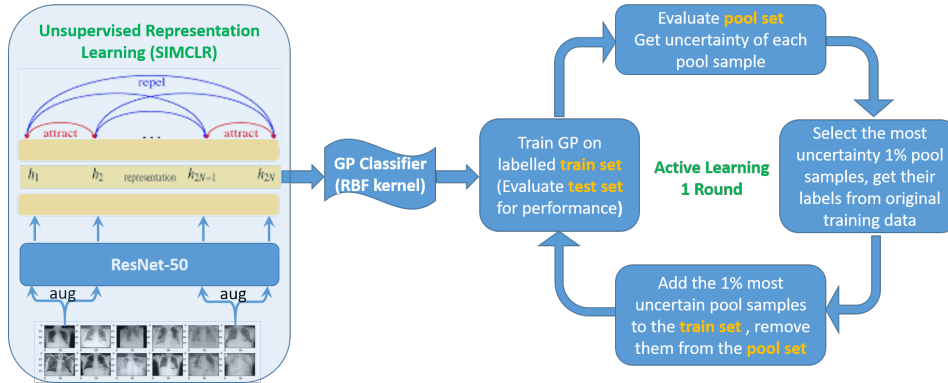 Unsupervised Representation
Learning (SIMCLR)
repel
attract
attract
h1
h2
representation
h2N−1
h2N
ResNet-50
aug
aug
GP Classifier
(RBF kernel)
Train GP on
labelled train set
(Evaluate test set
for performance)
Evaluate pool set
Get uncertainty of each
pool sample
Active Learning
1 Round
Select the most
uncertainty 1% pool
samples, get their
labels from original
training data
Add the 1% most
uncertain pool samples
to the train set , remove
them from the pool set